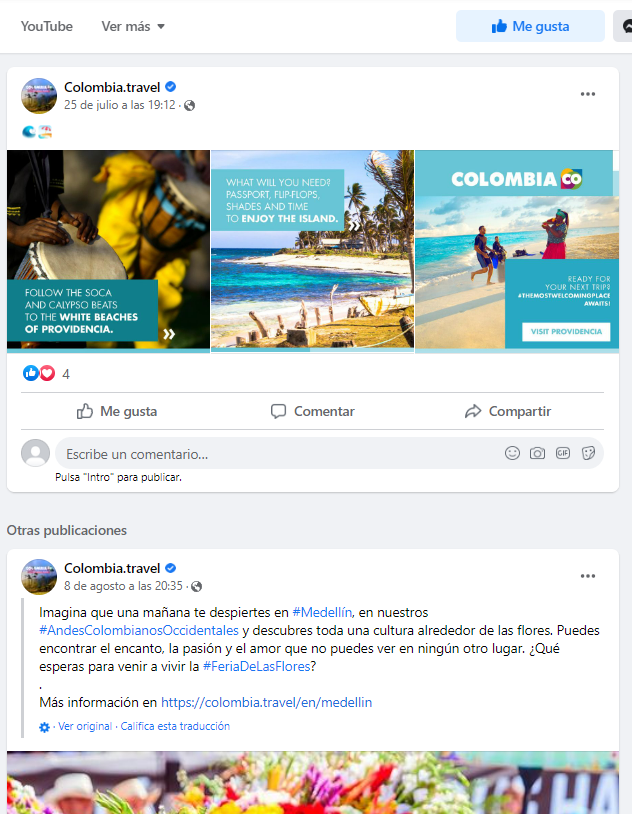 YouTube
Ver más
Me gusta
Colombia.travel
25 de julio a las 19:12 ·
FOLLOW THE SOCA
AND CALYPSO BEATS
TO THE WHITE BEACHES
OF PROVIDENCIA.
WHAT WILL YOU NEED?
PASSPORT, FLIP-FLOPS,
SHADES AND TIME
TO ENJOY THE ISLAND.
COLOMBIA CO
READY FOR
YOUR NEXT TRIP?
#THEMOSTWELCOMINGPLACE
AWAITS!
VISIT PROVIDENCIA
4
Me gusta
Comentar
Compartir
Escribe un comentario...
GIF
Pulsa "Intro" para publicar.
Otras publicaciones
Colombia.travel
8 de agosto a las 20:35 ·
Imagina que una mañana te despiertes en #Medellín, en nuestros
#AndesColombianosOccidentales y descubres toda una cultura alrededor de las flores. Puedes
encontrar el encanto, la pasión y el amor que no puedes ver en ningún otro lugar. ¿Qué
esperas para venir a vivir la #FeriaDeLasFlores?
.
Más información en https://colombia.travel/en/medellin
· Ver original · Califica esta traducción